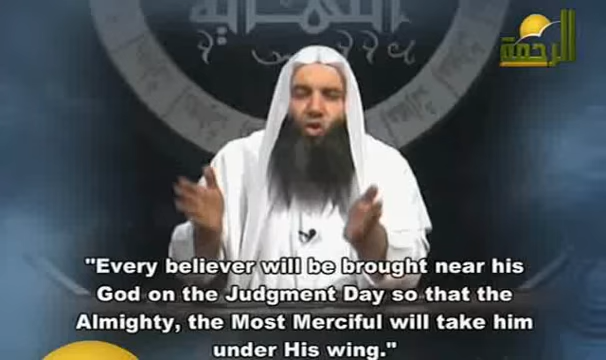 الرحمة
"Every believer will be brought near his
God on the Judgment Day so that the
Almighty, the Most Merciful will take him
under His wing."